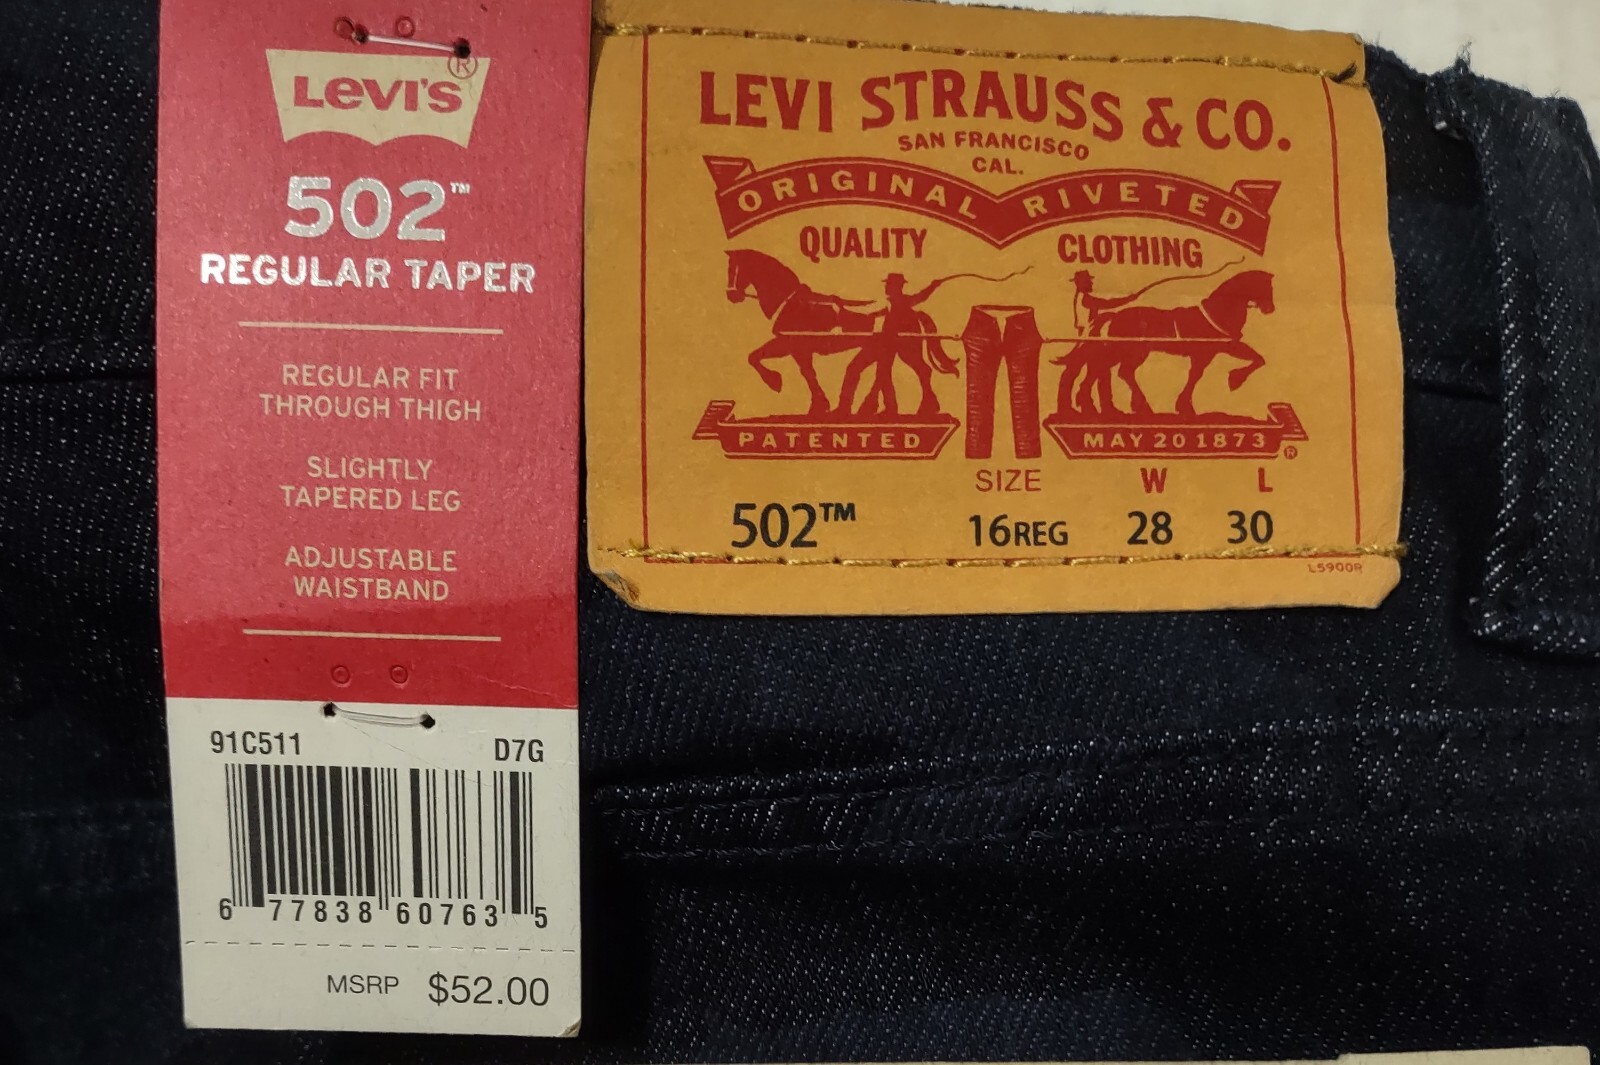 LEVI'S®
502™
REGULAR TAPER
REGULAR FIT
THROUGH THIGH
SLIGHTLY
TAPERED LEG
ADJUSTABLE
WAISTBAND
91C511 D7G
6 77838 60763 5
MSRP $52.00
LEVI STRAUSS & CO.
SAN FRANCISCO
CAL.
ORIGINAL RIVETED
QUALITY CLOTHING
PATENTED MAY 20 1873 ®
SIZE W L
502™ 16REG 28 30
L5900R